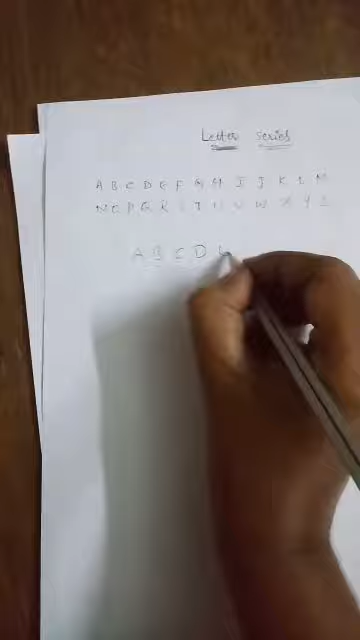 Letter Series
A B C D E F G H I J K L M
N O P Q R S T U V W X Y Z
A B C D